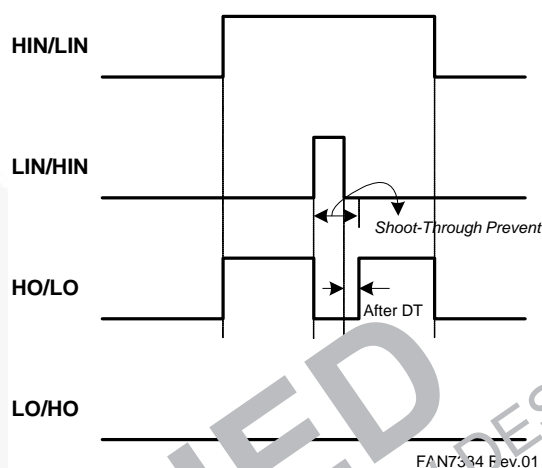 HIN/LIN
LIN/HIN
Shoot-Through Prevent
HO/LO
After DT
LO/HO
FAN7384 Rev.01